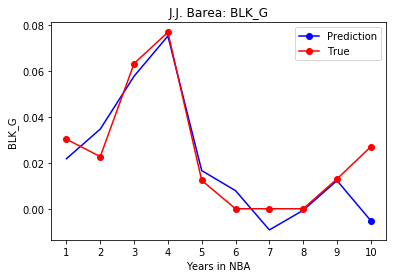 J.J. Barea: BLK_G
Prediction
True
0.08
0.06
0.04
0.02
0.00
BLK_G
1 2 3 4 5 6 7 8 9 10
Years in NBA